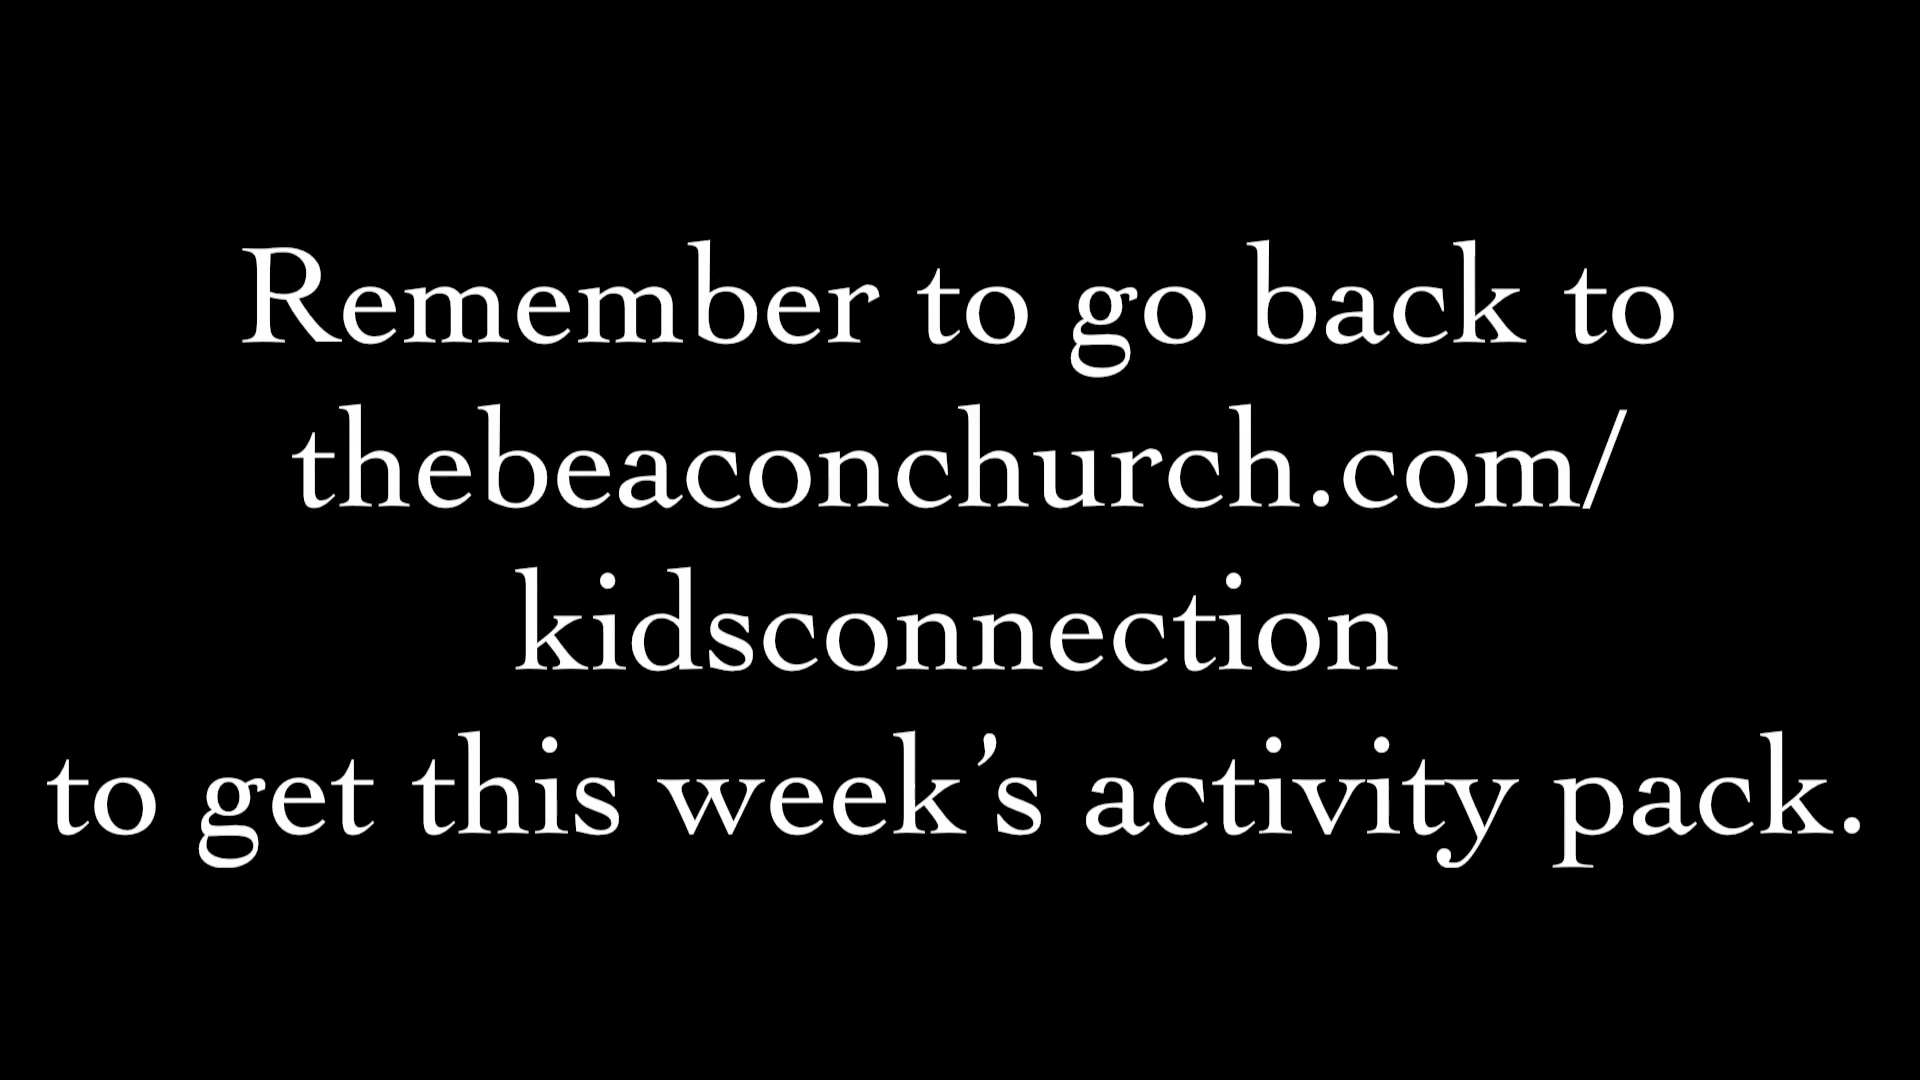 Remember to go back to
thebeaconchurch.com/
kidsconnection
to get this week’s activity pack.